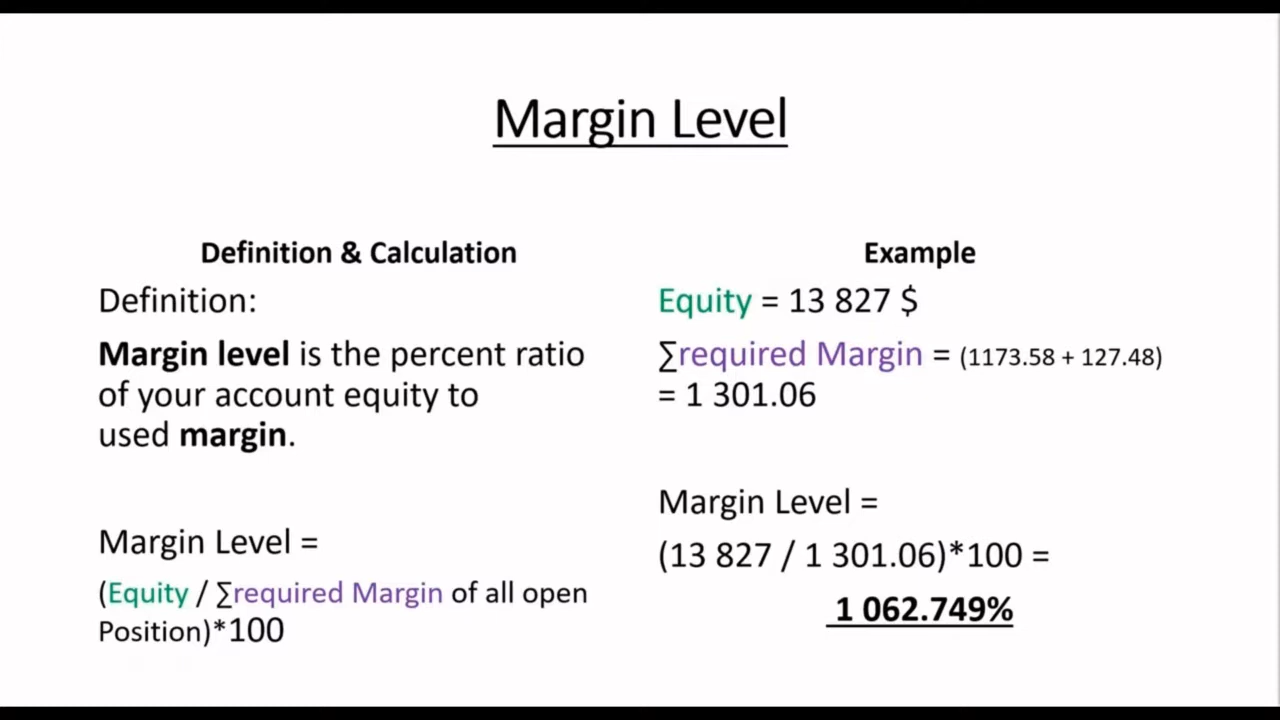 Margin Level
Definition & Calculation
Definition:
Margin level is the percent ratio
of your account equity to
used margin.
Margin Level =
(Equity / ∑required Margin of all open
Position)*100
Example
Equity = 13 827 $
∑required Margin = (1173.58 + 127.48)
= 1 301.06
Margin Level =
(13 827 / 1 301.06)*100 =
1 062.749%